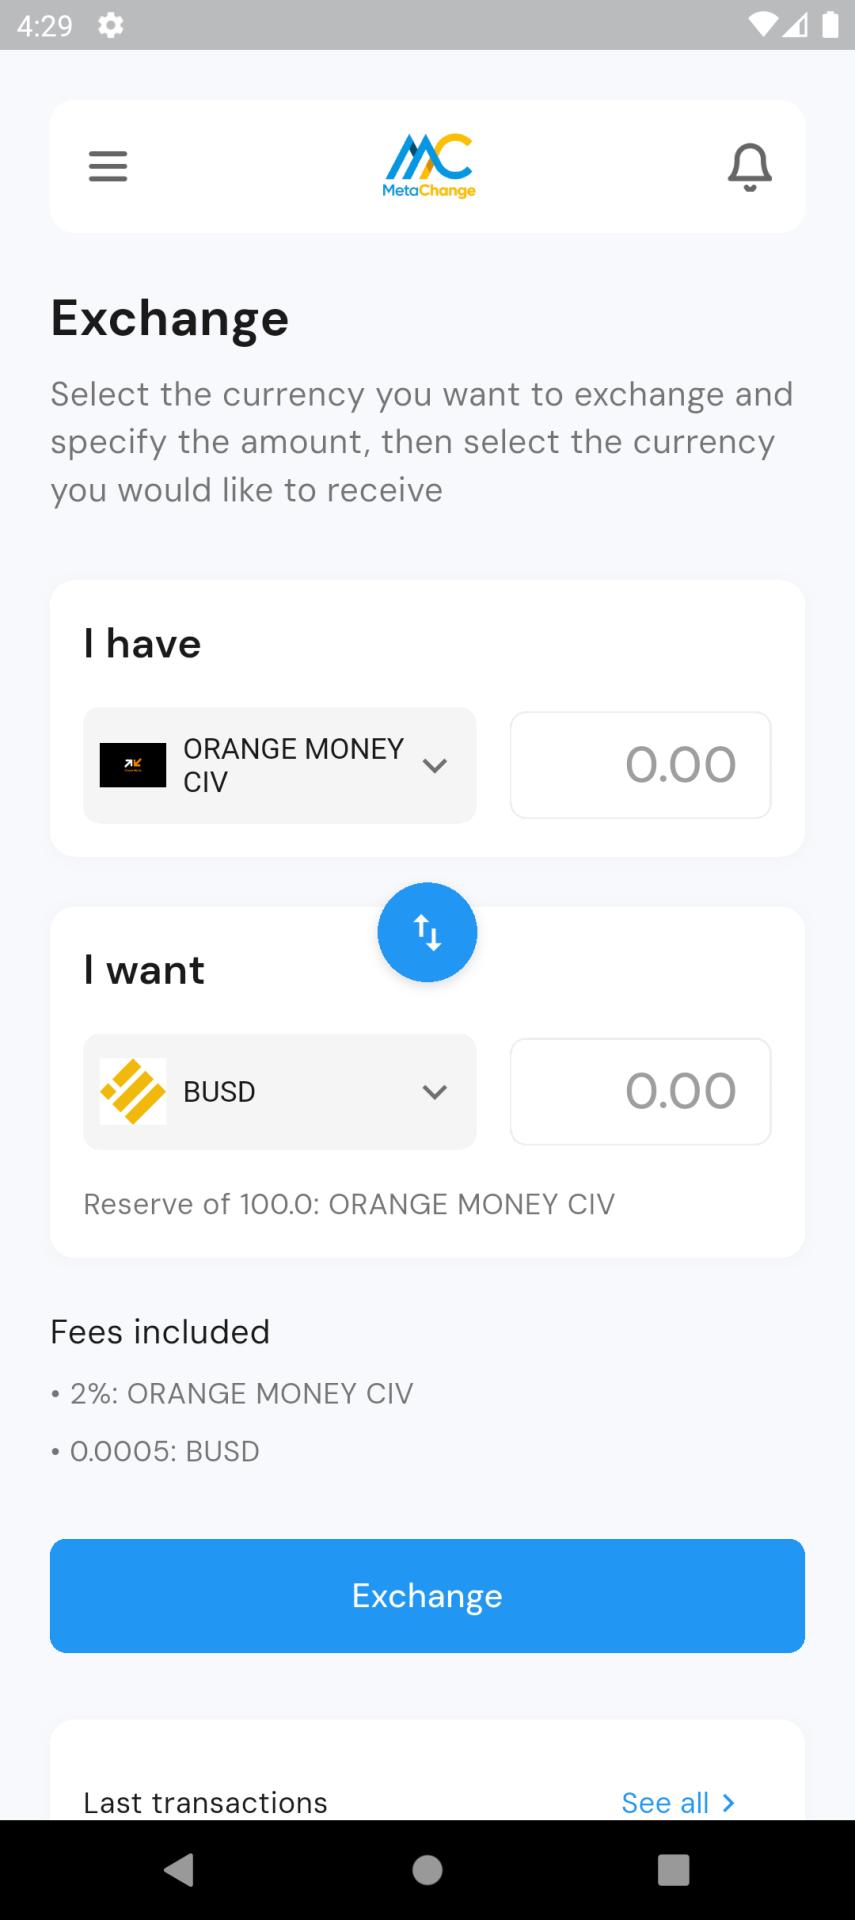 4:29
MetaChange
Exchange
Select the currency you want to exchange and
specify the amount, then select the currency
you would like to receive
I have
ORANGE MONEY
CIV
0.00
I want
BUSD
0.00
Reserve of 100.0: ORANGE MONEY CIV
Fees included
• 2%: ORANGE MONEY CIV
• 0.0005: BUSD
Exchange
Last transactions
See all